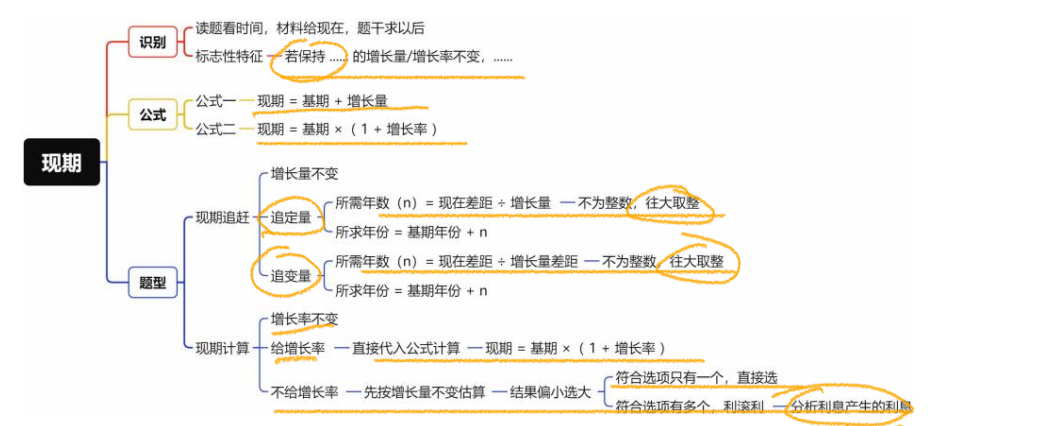 现期
识别
读题看时间，材料给现在，题干求以后
标志性特征 若保持 ...... 的增长量/增长率不变，......
公式
公式一 现期 = 基期 + 增长量
公式二 现期 = 基期 × （ 1 + 增长率 ）
题型
现期追赶
增长量不变
追定量
所需年数（n）= 现在差距 ÷ 增长量 不为整数，往大取整
所求年份 = 基期年份 + n
追变量
所需年数（n）= 现在差距 ÷ 增长量差距 不为整数，往大取整
所求年份 = 基期年份 + n
现期计算
增长率不变
给增长率 直接代入公式计算 现期 = 基期 × （ 1 + 增长率 ）
不给增长率 先按增长量不变估算 结果偏小选大
符合选项只有一个，直接选
符合选项有多个，利滚利 分析利息产生的利息